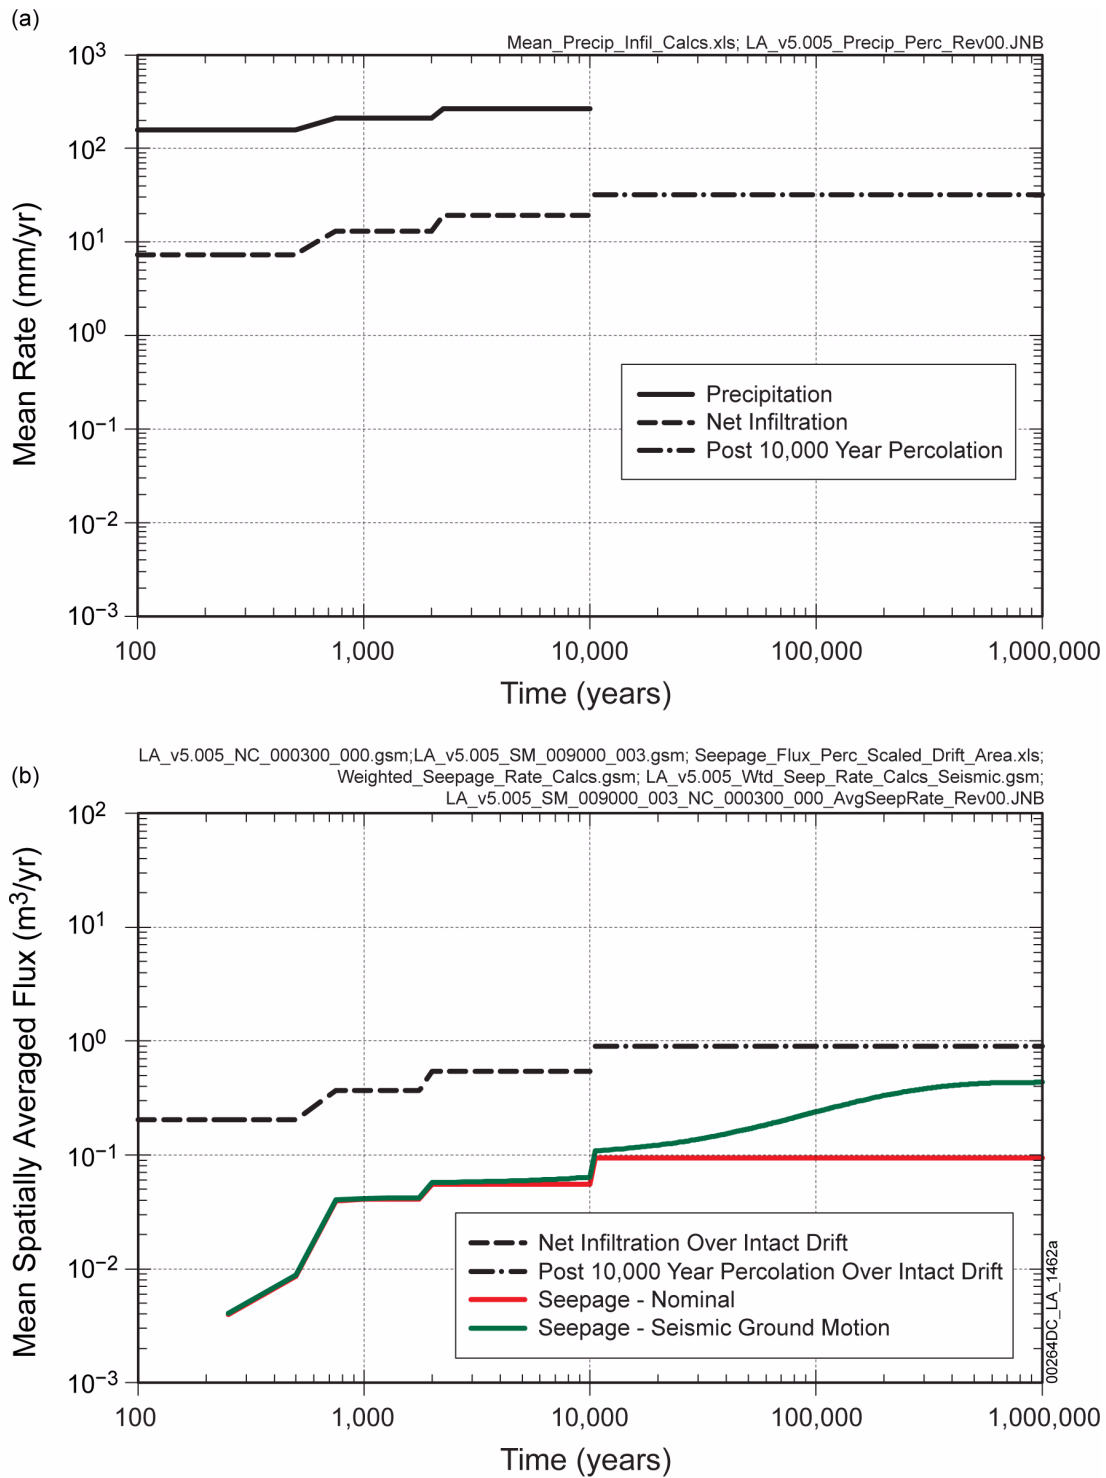 (a)
Mean_Precip_Infil_Calcs.xls; LA_v5.005_Precip_Perc_Rev00.JNB
10³
10²
10¹
10⁰
10⁻¹
10⁻²
10⁻³
Mean Rate (mm/yr)
Precipitation
Net Infiltration
Post 10,000 Year Percolation
100 1,000 10,000 100,000 1,000,000
Time (years)
(b)
LA_v5.005_NC_000300_000.gsm;LA_v5.005_SM_009000_003.gsm; Seepage_Flux_Perc_Scaled_Drift_Area.xls;
Weighted_Seepage_Rate_Calcs.gsm; LA_v5.005_Wtd_Seep_Rate_Calcs_Seismic.gsm;
LA_v5.005_SM_009000_003_NC_000300_000_AvgSeepRate_Rev00.JNB
10²
10¹
10⁰
10⁻¹
10⁻²
10⁻³
Mean Spatially Averaged Flux (m³/yr)
Net Infiltration Over Intact Drift
Post 10,000 Year Percolation Over Intact Drift
Seepage - Nominal
Seepage - Seismic Ground Motion
00264DC_LA_1462a
100 1,000 10,000 100,000 1,000,000
Time (years)